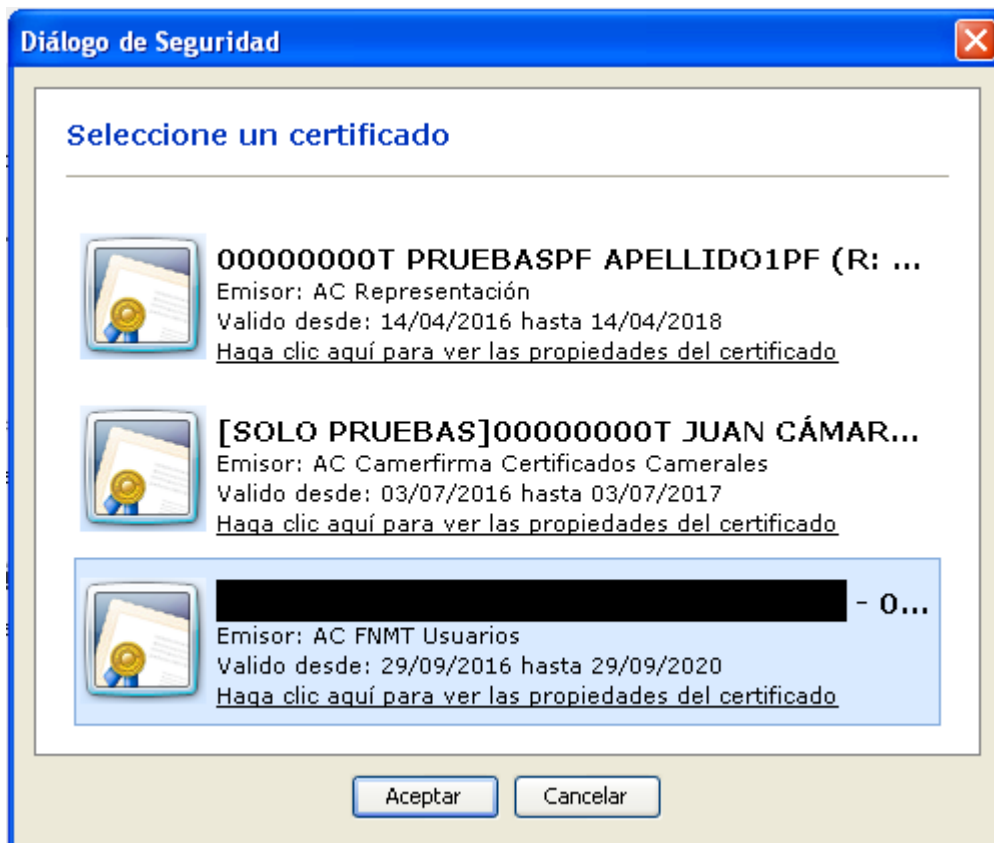 Diálogo de Seguridad
Seleccione un certificado
00000000T PRUEBASPF APELLIDO1PF (R: ...
Emisor: AC Representación
Valido desde: 14/04/2016 hasta 14/04/2018
Haga clic aquí para ver las propiedades del certificado
[SOLO PRUEBAS]00000000T JUAN CÁMAR...
Emisor: AC Camerfirma Certificados Camerales
Valido desde: 03/07/2016 hasta 03/07/2017
Haga clic aquí para ver las propiedades del certificado
- 0...
Emisor: AC FNMT Usuarios
Valido desde: 29/09/2016 hasta 29/09/2020
Haga clic aquí para ver las propiedades del certificado
Aceptar Cancelar